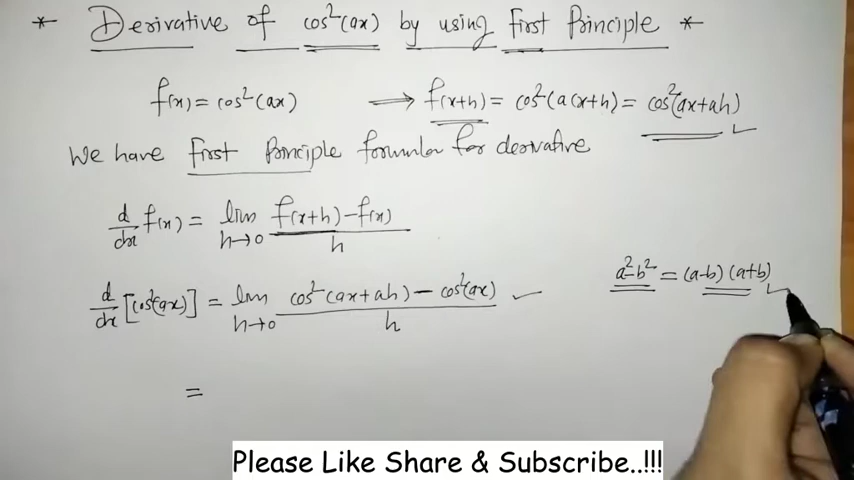 * Derivative of cos²(ax) by using First Principle *
f(x) = cos²(ax) ⟹ f(x+h) = cos²(a(x+h) = cos²(ax+ah)
We have First Principle formula for derivative
d/dx f(x) = lim h→0 f(x+h)-f(x) / h
a²-b² = (a-b)(a+b)
d/dx [cos²(ax)] = lim h→0 cos²(ax+ah) - cos²(ax) / h
=
Please Like Share & Subscribe..!!!